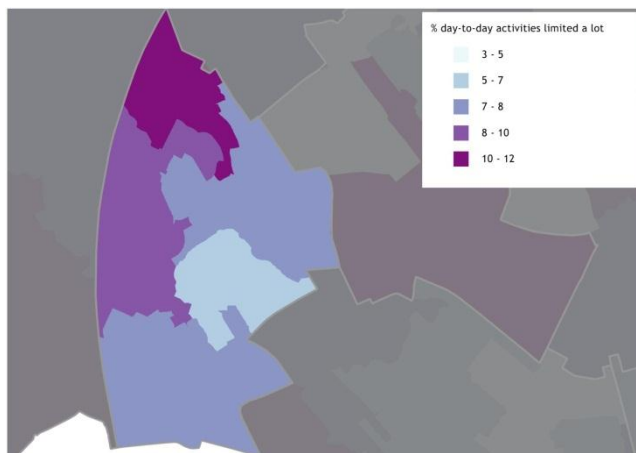 % day-to-day activities limited a lot
3 - 5
5 - 7
7 - 8
8 - 10
10 - 12